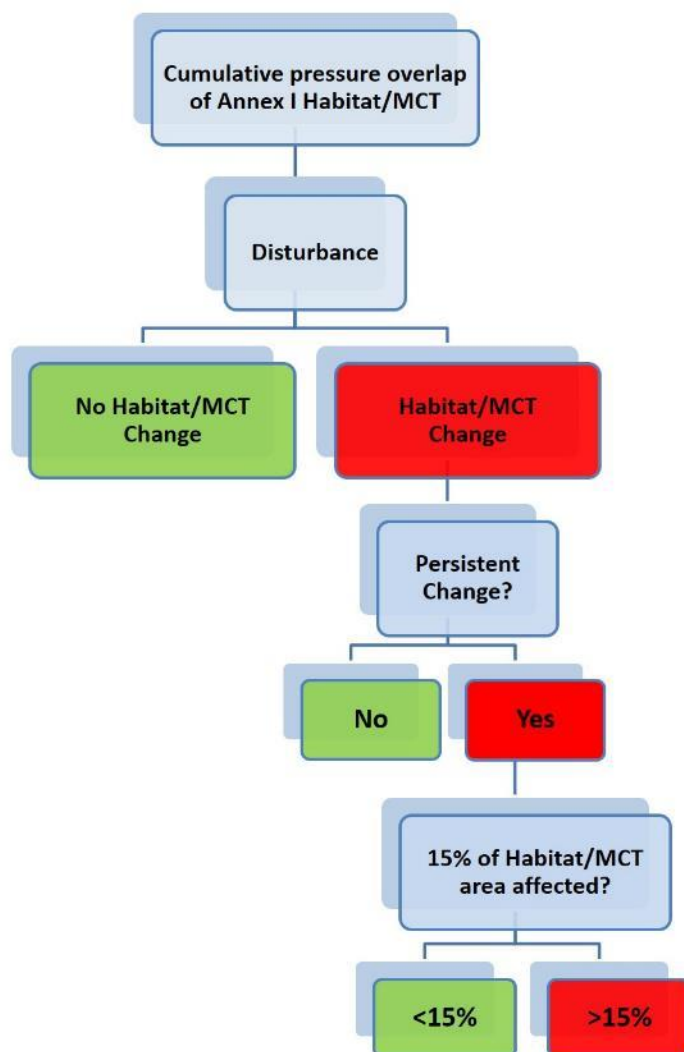 Cumulative pressure overlap
of Annex I Habitat/MCT
Disturbance
No Habitat/MCT
Change
Habitat/MCT
Change
Persistent
Change?
No
Yes
15% of Habitat/MCT
area affected?
<15%
>15%